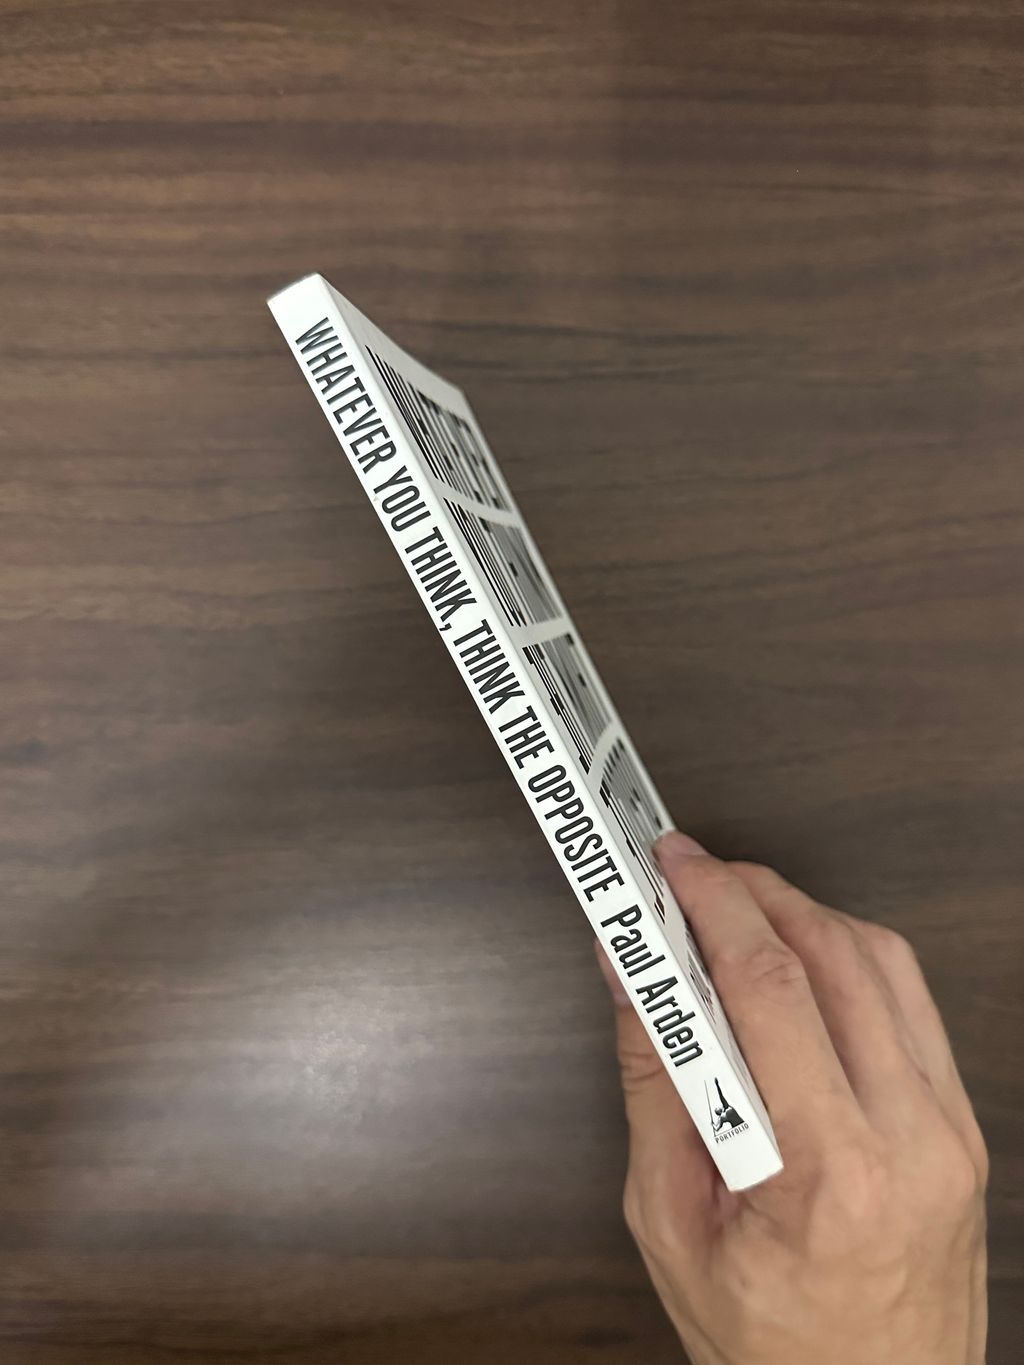 WHATEVER YOU THINK, THINK THE OPPOSITE Paul Arden
PORTFOLIO